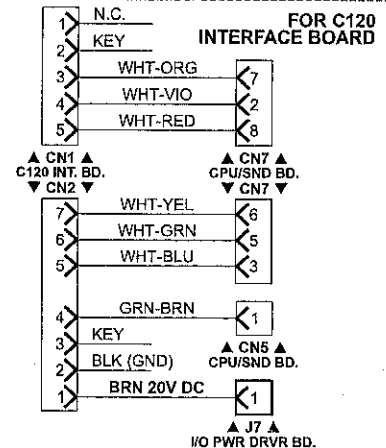 FOR C120
INTERFACE BOARD
1 N.C.
2 KEY
3 WHT-ORG 7
4 WHT-VIO 2
5 WHT-RED 8
▲ CN1 ▲ ▲ CN7 ▲
C120 INT. BD. CPU/SND BD.
▼ CN2 ▼ ▼ CN7 ▼
7 WHT-YEL 6
6 WHT-GRN 5
5 WHT-BLU 3
4 GRN-BRN 1
3 KEY
▲ CN5 ▲
2 BLK (GND) CPU/SND BD.
1 BRN 20V DC 1
▲ J7 ▲
I/O PWR DRVR BD.